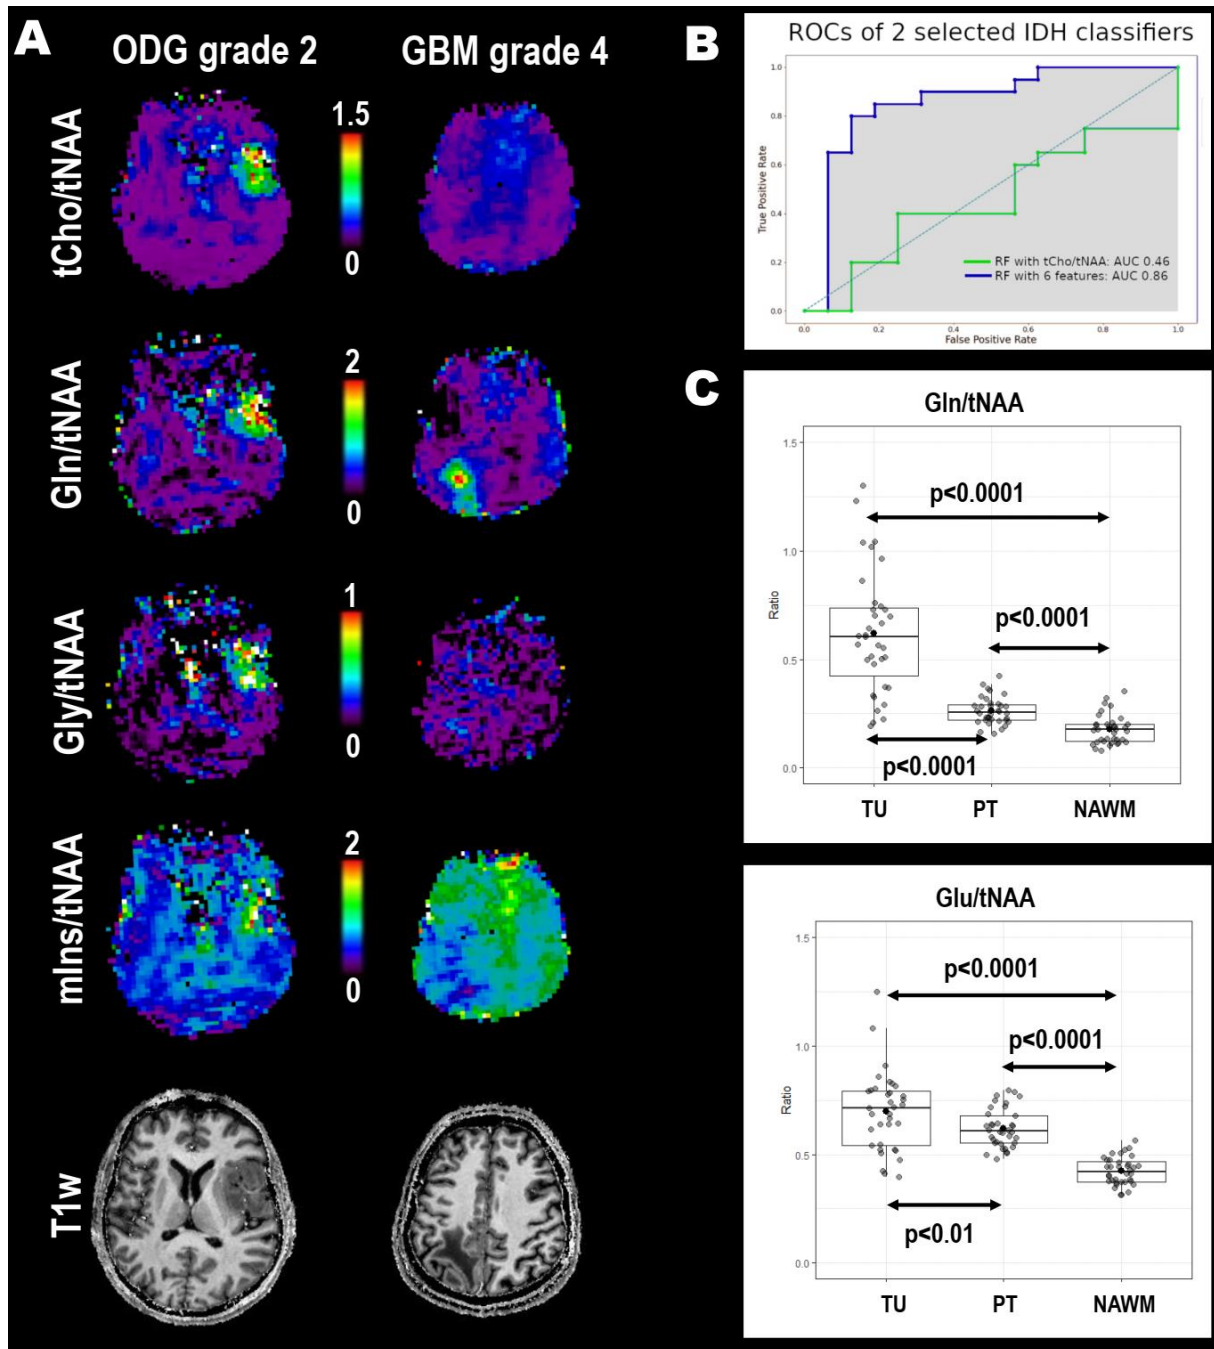 A
ODG grade 2
GBM grade 4
tCho/tNAA
1.5
0
Gln/tNAA
2
0
Gly/tNAA
1
0
mIns/tNAA
2
0
T1w
B
ROCs of 2 selected IDH classifiers
True Positive Rate
1.0
0.8
0.6
0.4
0.2
0.0
RF with tCho/tNAA: AUC 0.46
RF with 6 features: AUC 0.86
0.0 0.2 0.4 0.6 0.8 1.0
False Positive Rate
C
Gln/tNAA
Ratio
1.5
1.0
0.5
0.0
p<0.0001
p<0.0001
p<0.0001
TU PT NAWM
Glu/tNAA
Ratio
1.5
1.0
0.5
0.0
p<0.0001
p<0.0001
p<0.01
TU PT NAWM